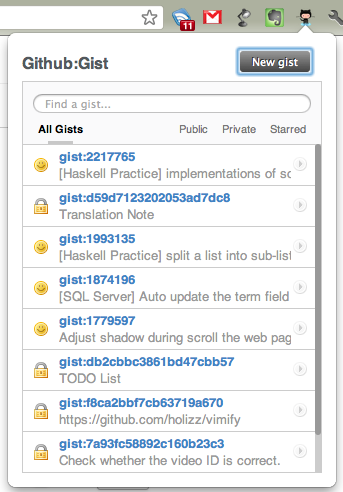 11
Github:Gist
New gist
Find a gist...
All Gists Public Private Starred
gist:2217765
[Haskell Practice] implementations of sc
gist:d59d7123202053ad7dc8
Translation Note
gist:1993135
[Haskell Practice] split a list into sub-list
gist:1874196
[SQL Server] Auto update the term field
gist:1779597
Adjust shadow during scroll the web pag
gist:db2cbbc3861bd47cbb57
TODO List
gist:f8ca2bbf7cb63719a670
https://github.com/holizz/vimify
gist:7a93fc58892c160b23c3
Check whether the video ID is correct.